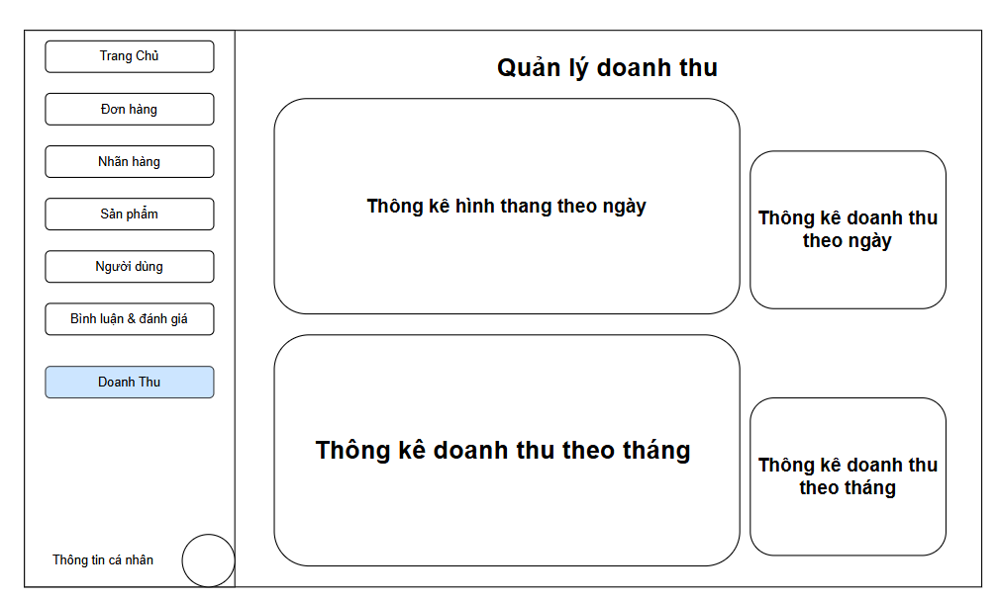 Trang Chủ
Đơn hàng
Nhãn hàng
Sản phẩm
Người dùng
Bình luận & đánh giá
Doanh Thu
Thông tin cá nhân
Quản lý doanh thu
Thông kê hình thang theo ngày
Thông kê doanh thu
theo ngày
Thông kê doanh thu theo tháng
Thông kê doanh thu
theo tháng